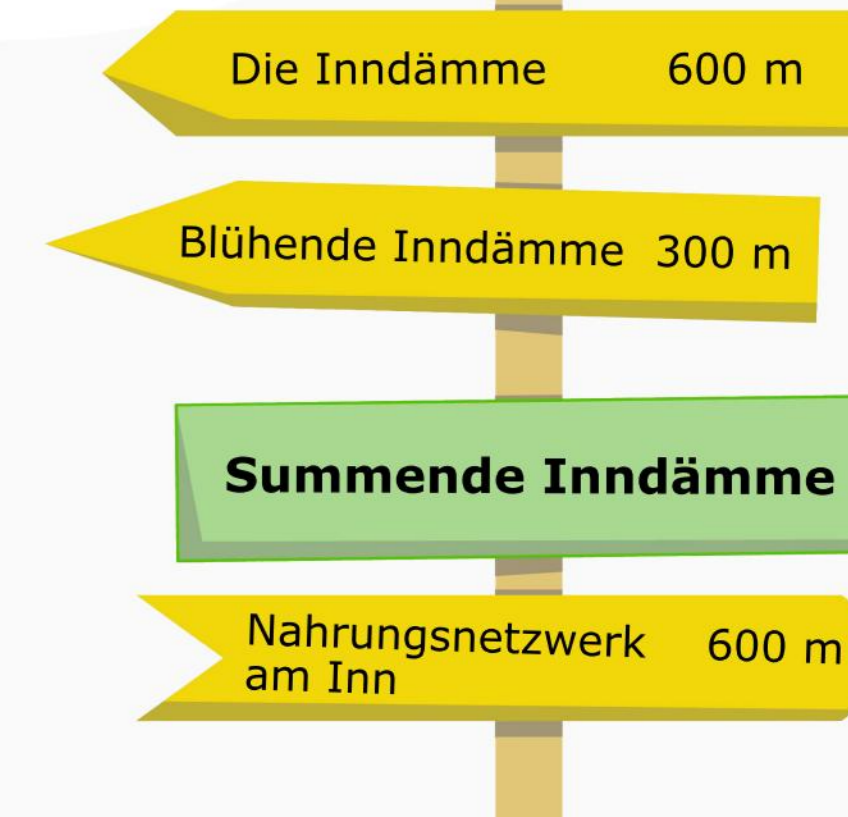 Die Inndämme 600 m
Blühende Inndämme 300 m
Summende Inndämme
Nahrungsnetzwerk 600 m
am Inn